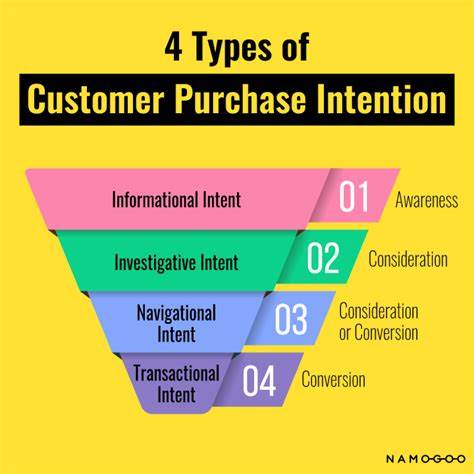 4 Types of
Customer Purchase Intention
Informational Intent 01 Awareness
Investigative Intent 02 Consideration
Navigational
Intent
03
Consideration
or Conversion
Transactional
Intent
04
Conversion
NAMOGOO